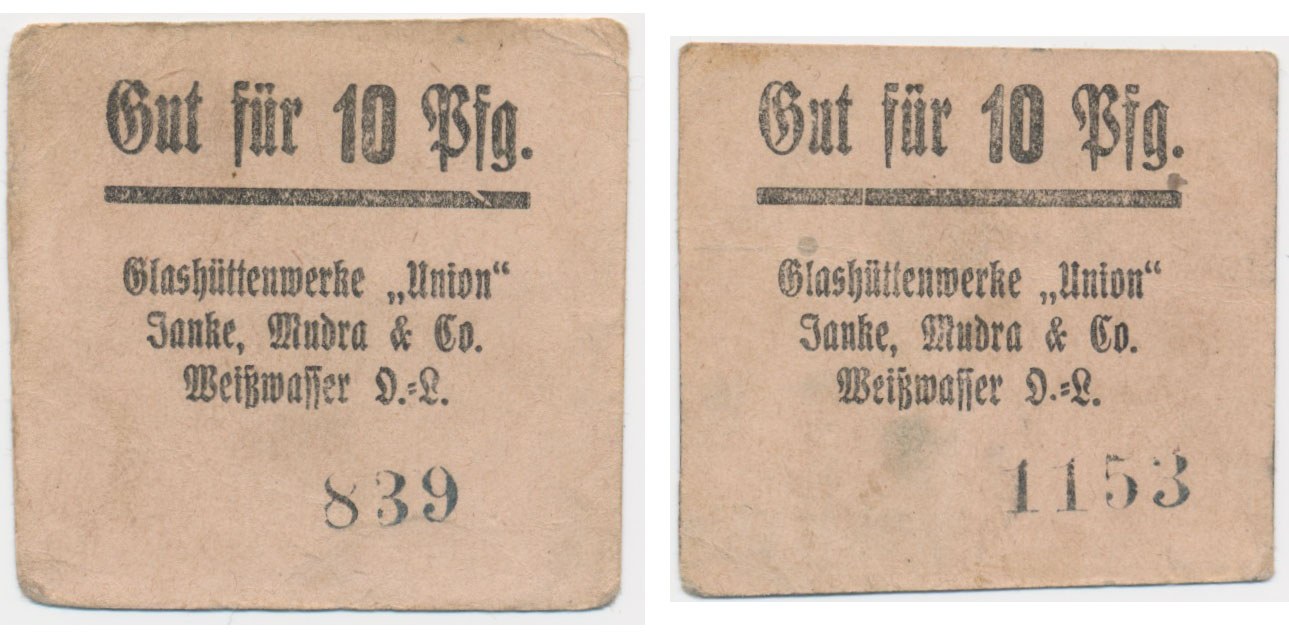 Gut für 10 Pfg.
Glashüttenwerke „Union“
Janke, Mudra & Co.
Weißwasser O.=L.
839
Gut für 10 Pfg.
Glashüttenwerke „Union“
Janke, Mudra & Co.
Weißwasser O.=L.
1153